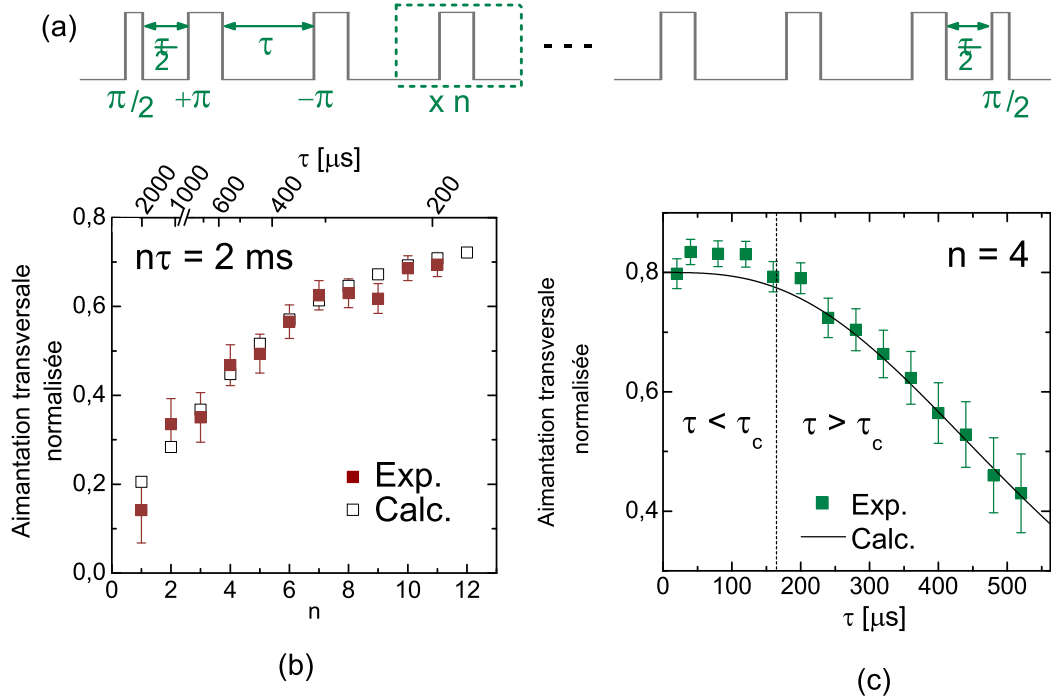 (a)
τ/2 τ τ/2
π/2 +π −π x n π/2
τ [µs]
2000 1000 600 400 200
0,8
0,6
0,4
0,2
0,0
nτ = 2 ms
Exp.
Calc.
0 2 4 6 8 10 12
n
Aimantation transversale
normalisée
(b)
0,8
0,6
0,4
n = 4
τ < τc τ > τc
Exp.
Calc.
0 100 200 300 400 500
τ [µs]
Aimantation transversale
normalisée
(c)